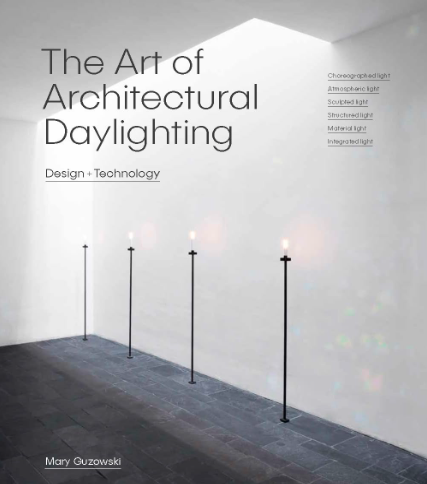 The Art of
Architectural
Daylighting
Design + Technology
Choreographed light
Atmospheric light
Sculpted light
Structured light
Material light
Integrated light
Mary Guzowski